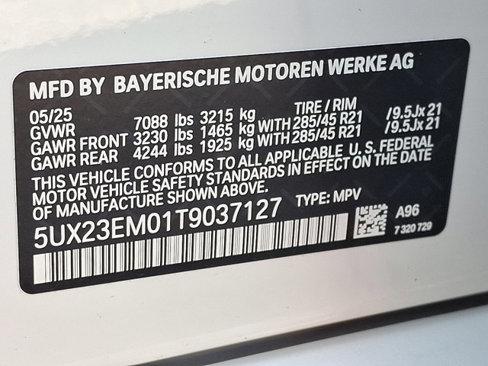 MFD BY BAYERISCHE MOTOREN WERKE AG
05/25 TIRE / RIM
GVWR 7088 lbs 3215 kg
GAWR FRONT 3230 lbs 1465 kg WITH 285/45 R21 /9.5Jx 21
GAWR REAR 4244 lbs 1925 kg WITH 285/45 R21 /9.5Jx 21
THIS VEHICLE CONFORMS TO ALL APPLICABLE U.S. FEDERAL
MOTOR VEHICLE SAFETY STANDARDS IN EFFECT ON THE
DATE OF MANUFACTURE SHOWN ABOVE.
5UX23EM01T9037127 TYPE: MPV
A96
7 320 729